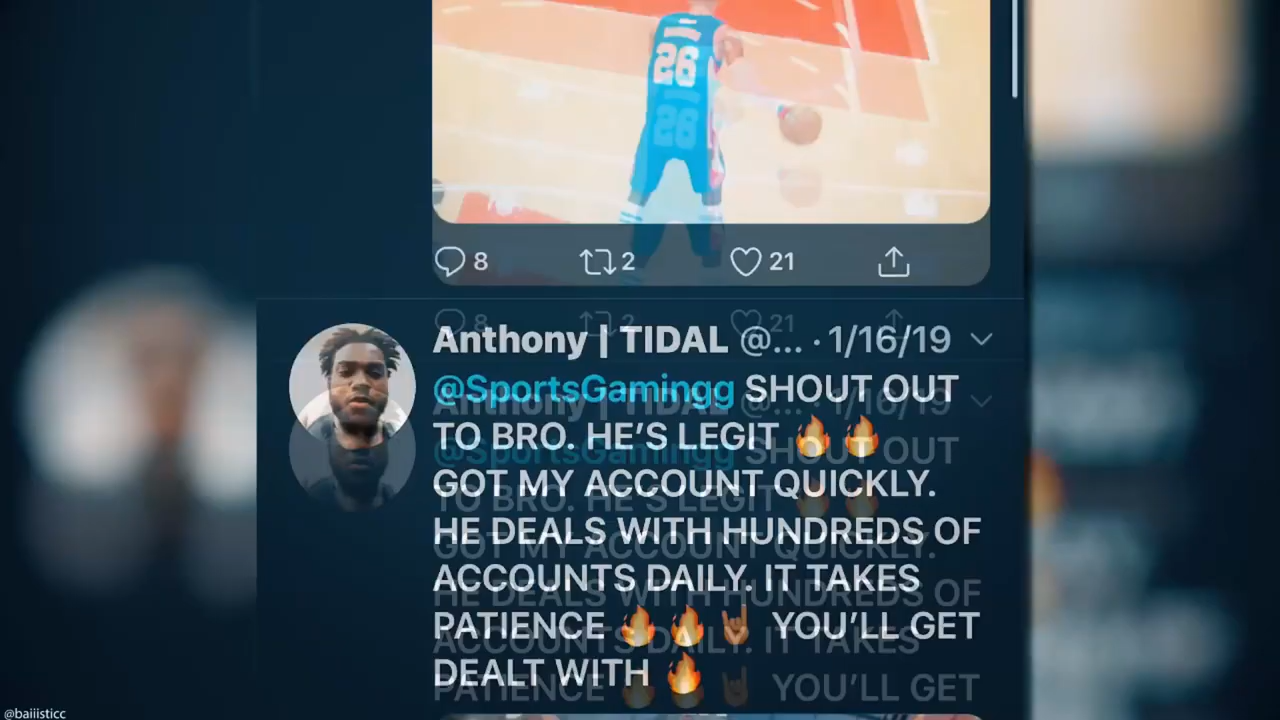 26
8 2 21
Anthony | TIDAL @... · 1/16/19
@SportsGamingg SHOUT OUT
TO BRO. HE'S LEGIT 🔥 🔥
GOT MY ACCOUNT QUICKLY.
HE DEALS WITH HUNDREDS OF
ACCOUNTS DAILY. IT TAKES
PATIENCE 🔥 🔥 🤘🏾 YOU'LL GET
DEALT WITH 🔥
@baiiisticc